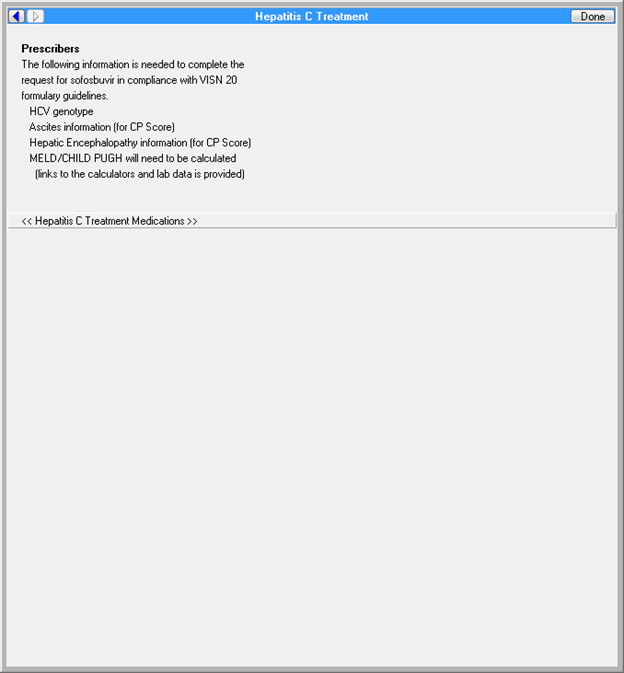 Hepatitis C Treatment
Done
Prescribers
The following information is needed to complete the
request for sofosbuvir in compliance with VISN 20
formulary guidelines.
HCV genotype
Ascites information (for CP Score)
Hepatic Encephalopathy information (for CP Score)
MELD/CHILD PUGH will need to be calculated
(links to the calculators and lab data is provided)
<< Hepatitis C Treatment Medications >>